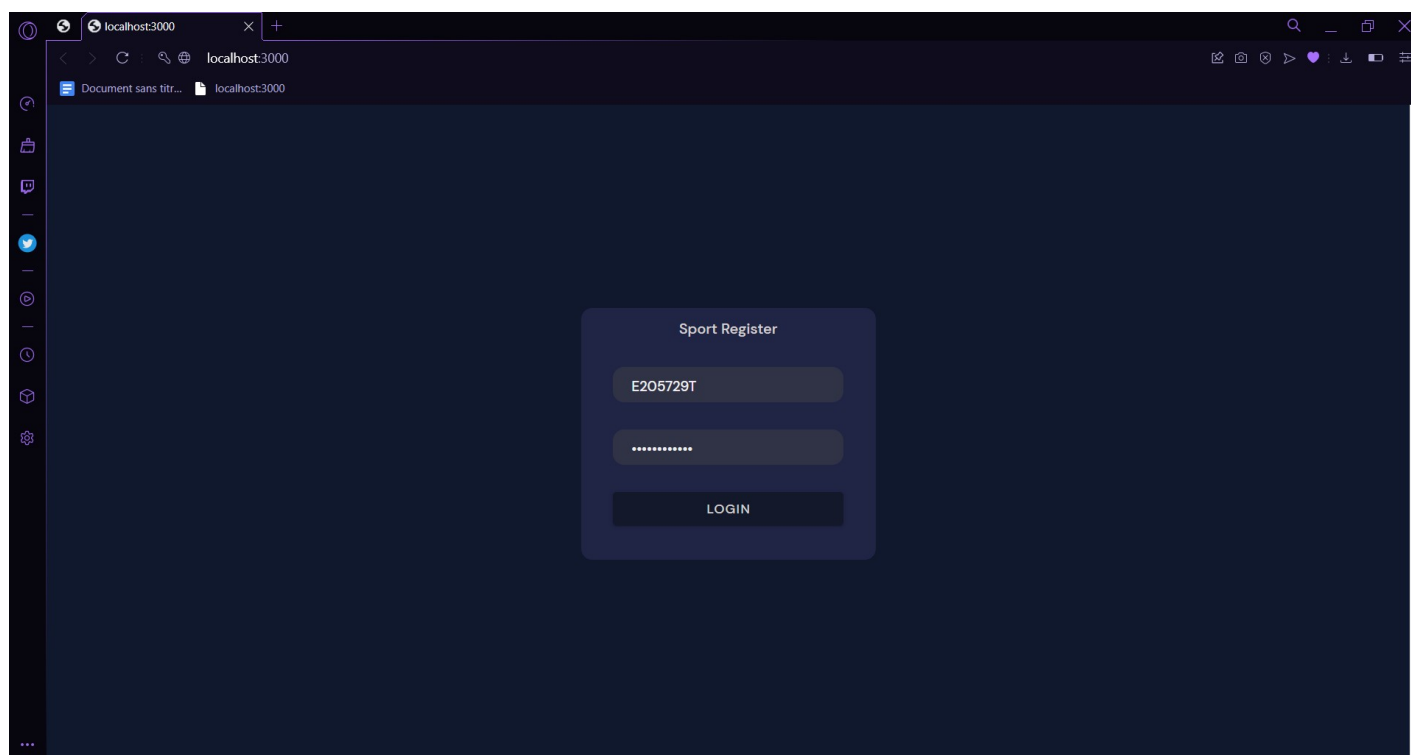 localhost:3000
localhost:3000
Document sans titr... localhost:3000
Sport Register
E205729T
••••••••••••
LOGIN